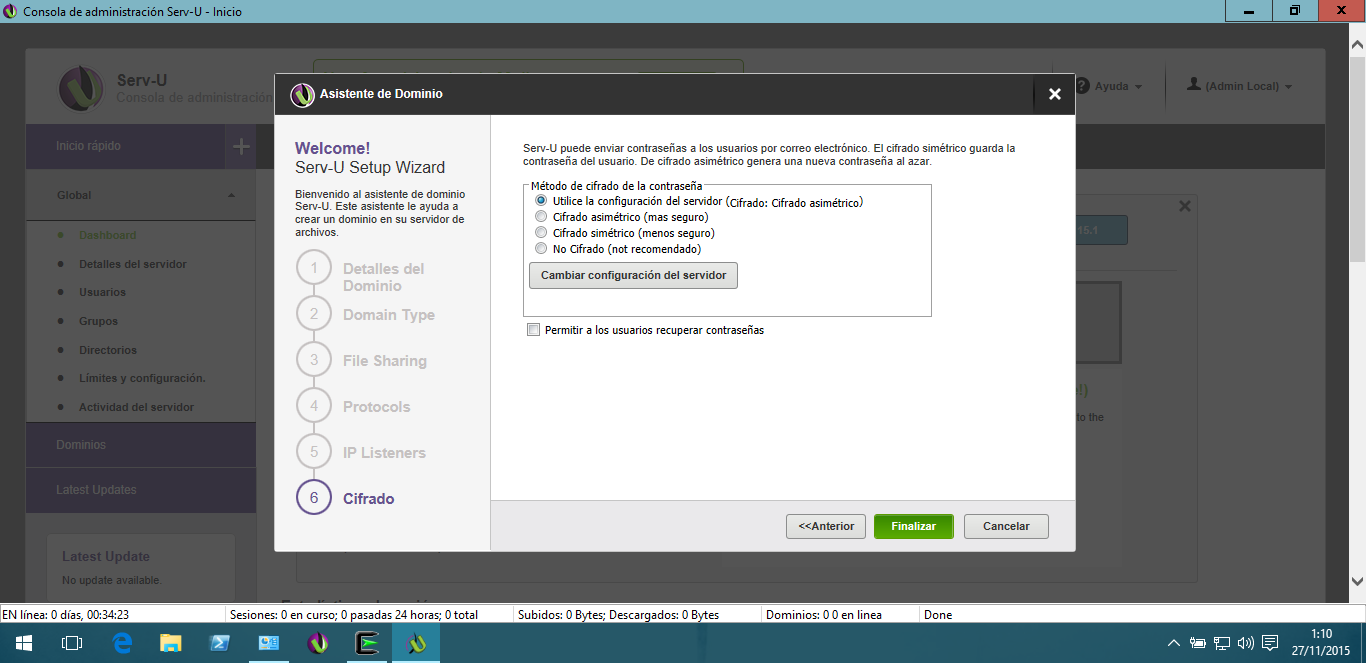 Consola de administración Serv-U - Inicio
Serv-U
Consola de administración
Ayuda
(Admin Local)
Inicio rápido
Global
Dashboard
Detalles del servidor
Usuarios
Grupos
Directorios
Límites y configuración.
Actividad del servidor
Dominios
Latest Updates
Latest Update
No update available.
15.1
to the
Asistente de Dominio
Welcome!
Serv-U Setup Wizard
Bienvenido al asistente de dominio
Serv-U. Este asistente le ayuda a
crear un dominio en su servidor de
archivos.
1 Detalles del
Dominio
2 Domain Type
3 File Sharing
4 Protocols
5 IP Listeners
6 Cifrado
Serv-U puede enviar contraseñas a los usuarios por correo electrónico. El cifrado simétrico guarda la
contraseña del usuario. De cifrado asimétrico genera una nueva contraseña al azar.
Método de cifrado de la contraseña
Utilice la configuración del servidor (Cifrado: Cifrado asimétrico)
Cifrado asimétrico (mas seguro)
Cifrado simétrico (menos seguro)
No Cifrado (not recomendado)
Cambiar configuración del servidor
Permitir a los usuarios recuperar contraseñas
<<Anterior
Finalizar
Cancelar
EN línea: 0 días, 00:34:23
Sesiones: 0 en curso; 0 pasadas 24 horas; 0 total
Subidos: 0 Bytes; Descargados: 0 Bytes
Dominios: 0 0 en linea
Done
1:10
27/11/2015